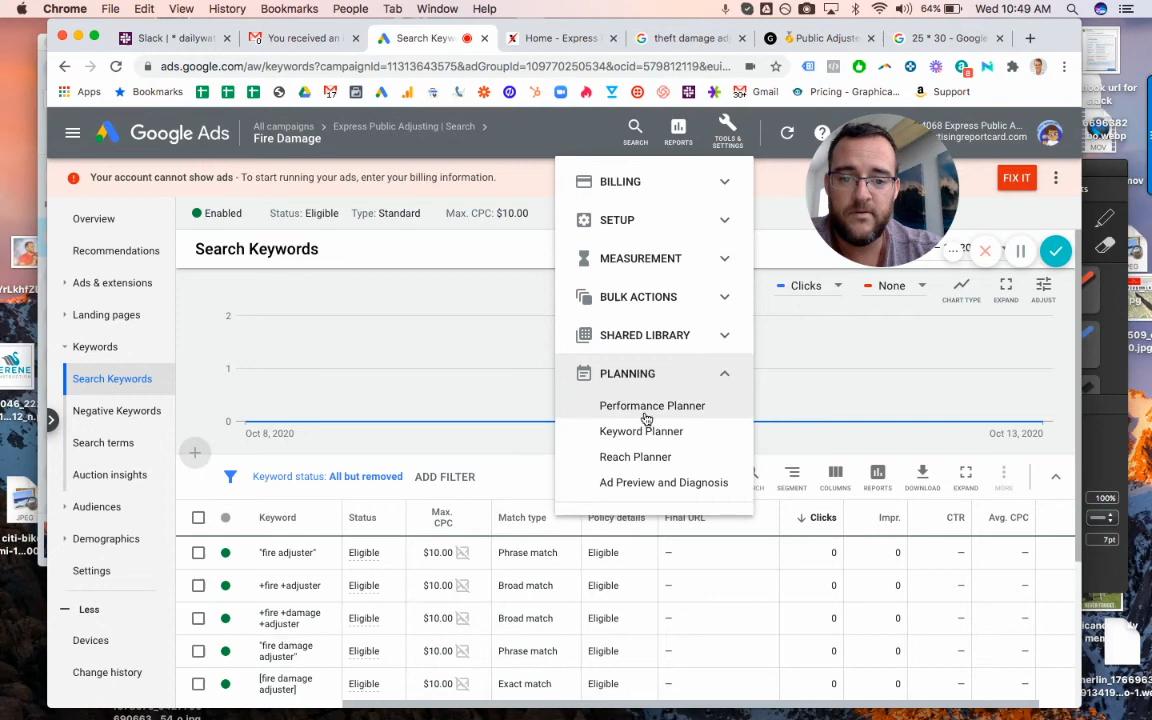 Chrome File Edit View History Bookmarks People Tab Window Help
64% Wed 10:49 AM
Slack | * dailywat
You received an
Search Keyw
Home - Express
theft damage ad
Public Adjuste
25 * 30 - Google
ads.google.com/aw/keywords?campaignId=11313643575&adGroupId=109770250534&ocid=579812119&eui...
Apps Bookmarks Gmail Pricing - Graphica... Support
Google Ads
All campaigns > Express Public Adjusting | Search >
Fire Damage
SEARCH
REPORTS
TOOLS &
SETTINGS
4068 Express Public A...
rtisingreportcard.com
Your account cannot show ads - To start running your ads, enter your billing information.
FIX IT
Enabled Status: Eligible Type: Standard Max. CPC: $10.00
Search Keywords
Overview
Recommendations
Ads & extensions
Landing pages
Keywords
Search Keywords
Negative Keywords
Search terms
Auction insights
Audiences
Demographics
Settings
Less
Devices
Change history
BILLING
SETUP
MEASUREMENT
BULK ACTIONS
SHARED LIBRARY
PLANNING
Performance Planner
Keyword Planner
Reach Planner
Ad Preview and Diagnosis
Clicks
None
CHART TYPE
EXPAND
ADJUST
2
1
0
Oct 8, 2020
Oct 13, 2020
Keyword status: All but removed ADD FILTER
SEGMENT COLUMNS REPORTS DOWNLOAD EXPAND MORE
Keyword Status Max. CPC Match type Policy details Final URL Clicks Impr. CTR Avg. CPC
"fire adjuster" Eligible $10.00 Phrase match Eligible — 0 0 — —
+fire +adjuster Eligible $10.00 Broad match Eligible — 0 0 — —
+fire +damage
+adjuster Eligible $10.00 Broad match Eligible — 0 0 — —
"fire damage
adjuster" Eligible $10.00 Phrase match Eligible — 0 0 — —
[fire damage
adjuster] Eligible $10.00 Exact match Eligible — 0 0 — —
100%
7pt